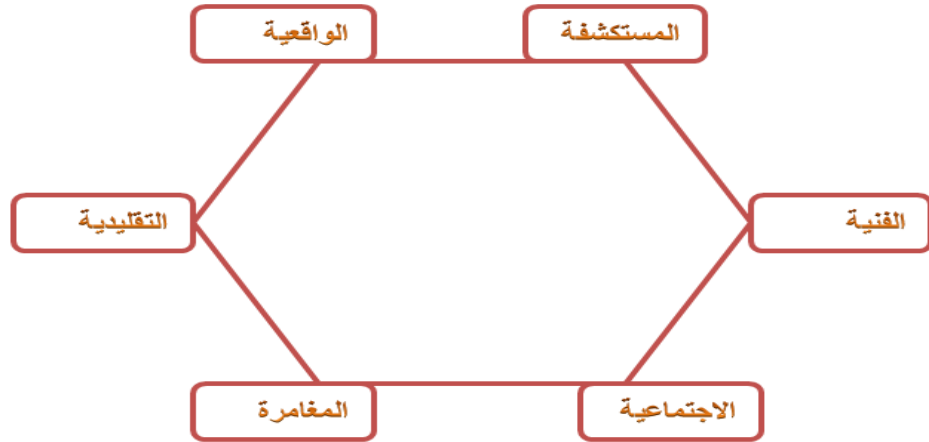 المستكشفة
الواقعية
الفنية
التقليدية
الاجتماعية
المغامرة